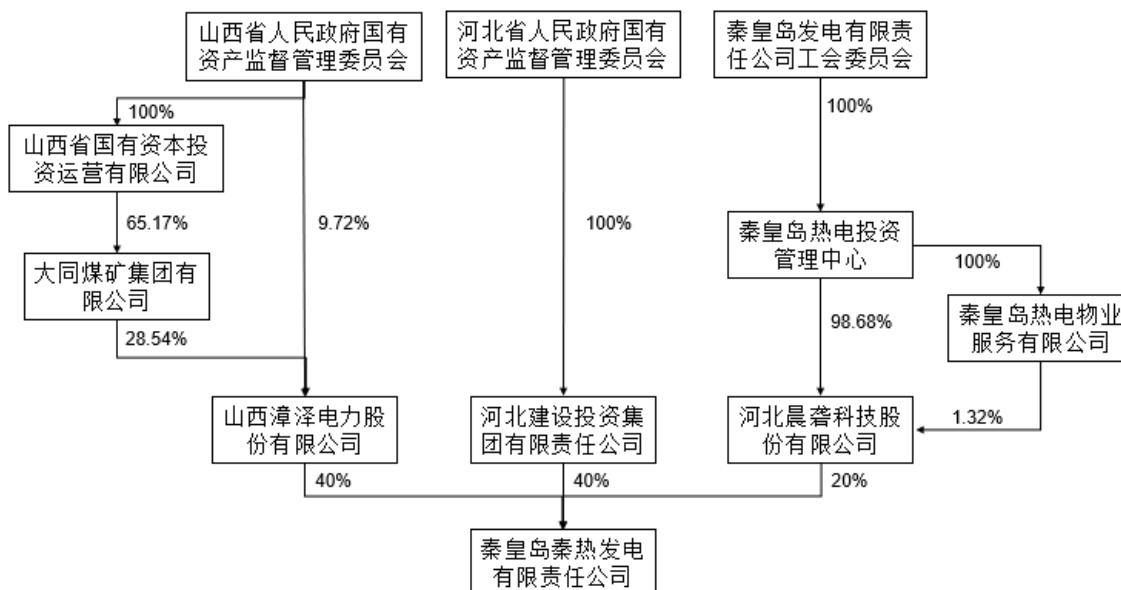 山西省人民政府国有
资产监督管理委员会
河北省人民政府国有
资产监督管理委员会
秦皇岛发电有限责
任公司工会委员会
100%
100%
山西省国有资本投
资运营有限公司
65.17%
9.72%
100%
秦皇岛热电投资
管理中心
100%
大同煤矿集团有
限公司
28.54%
98.68%
秦皇岛热电物业
服务有限公司
山西漳泽电力股
份有限公司
河北建设投资集
团有限责任公司
河北晨砻科技股
份有限公司
1.32%
40%
40%
20%
秦皇岛秦热发电
有限责任公司